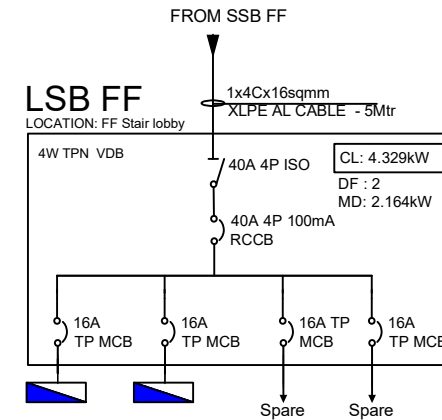 FROM SSB FF
LSB FF
1x4Cx16sqmm
XLPE AL CABLE - 5Mtr
LOCATION: FF Stair lobby
4W TPN VDB
40A 4P ISO
CL: 4.329kW
DF : 2
MD: 2.164kW
40A 4P 100mA
RCCB
16A
TP MCB
16A
TP MCB
16A TP
MCB
16A
TP MCB
Spare
Spare